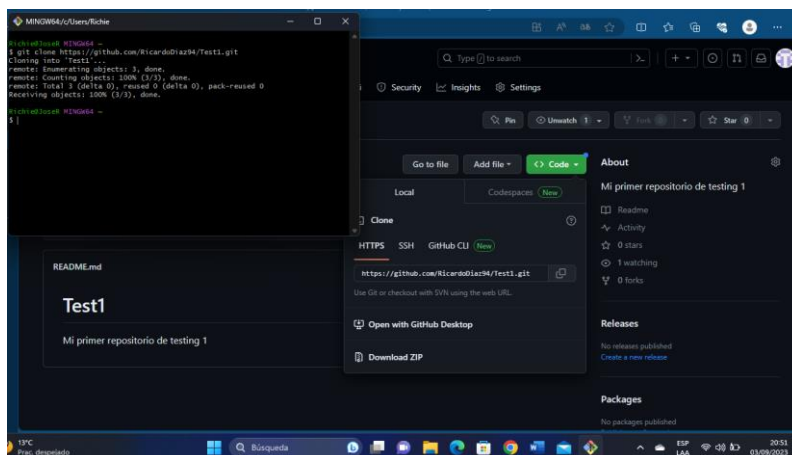 MINGW64:/c/Users/Richie
Richie@JoseR MINGW64 ~
$ git clone https://github.com/RicardoDiaz94/Test1.git
Cloning into 'Test1'...
remote: Enumerating objects: 3, done.
remote: Counting objects: 100% (3/3), done.
remote: Total 3 (delta 0), reused 0 (delta 0), pack-reused 0
Receiving objects: 100% (3/3), done.
Richie@JoseR MINGW64 ~
$
Type / to search
Security Insights Settings
Pin Unwatch 1 Fork 0 Star 0
Go to file Add file Code
Local Codespaces New
Clone
HTTPS SSH GitHub CLI New
https://github.com/RicardoDiaz94/Test1.git
Use Git or checkout with SVN using the web URL.
Open with GitHub Desktop
Download ZIP
README.md
Test1
Mi primer repositorio de testing 1
About
Mi primer repositorio de testing 1
Readme
Activity
0 stars
1 watching
0 forks
Releases
No releases published
Create a new release
Packages
No packages published
13°C
Prac. despejado
Búsqueda
ESP
LAA
20:51
03/09/2023